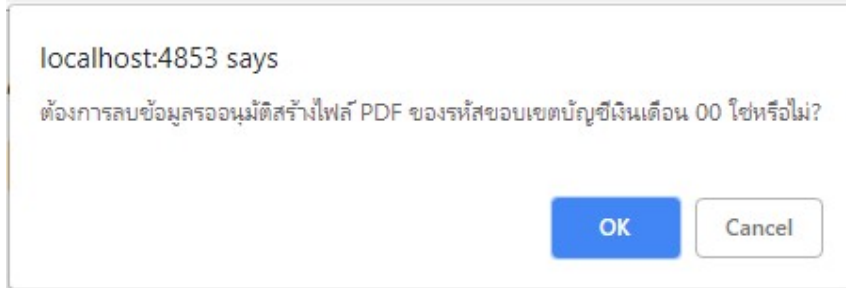 localhost:4853 says
ต้องการลบข้อมูลรออนุมัติสร้างไฟล์ PDF ของรหัสขอบเขตบัญชีเงินเดือน 00 ใช่หรือไม่?
OK
Cancel